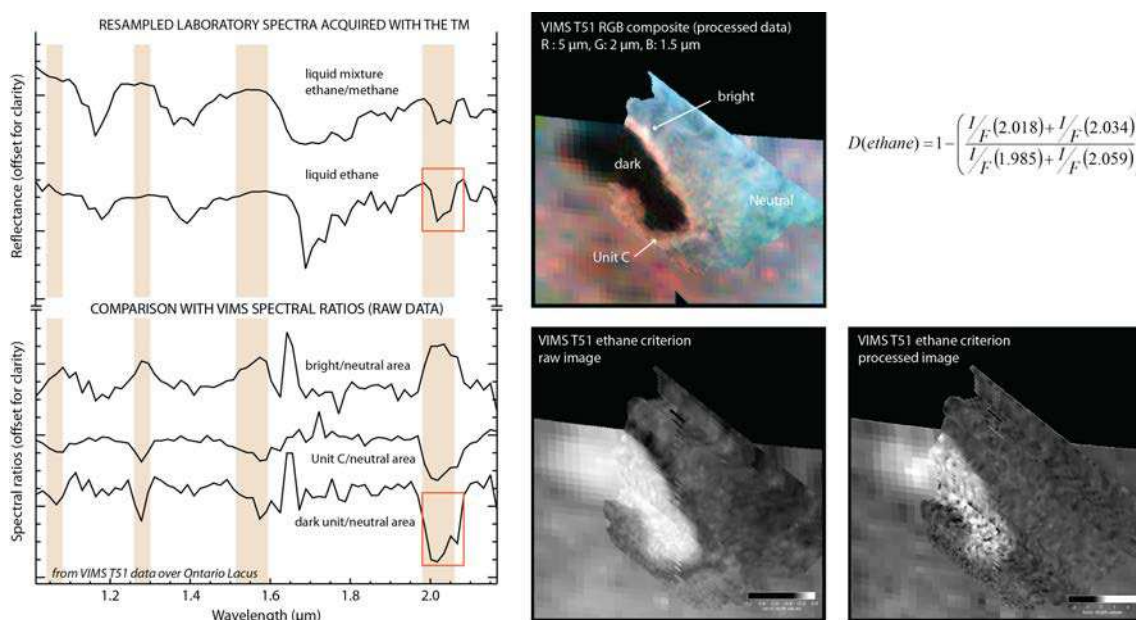 RESAMPLED LABORATORY SPECTRA ACQUIRED WITH THE TM
Reflectance (offset for clarity)
liquid mixture
ethane/methane
liquid ethane
COMPARISON WITH VIMS SPECTRAL RATIOS (RAW DATA)
Spectral ratios (offset for clarity)
bright/neutral area
Unit C/neutral area
dark unit/neutral area
from VIMS T51 data over Ontario Lacus
1.2 1.4 1.6 1.8 2.0
Wavelength (µm)
VIMS T51 RGB composite (processed data)
R : 5 µm, G: 2 µm, B: 1.5 µm
bright
dark
Neutral
Unit C
D(ethane) = 1 - ( I/F (2.018) + I/F (2.034)
I/F (1.985) + I/F (2.059)
VIMS T51 ethane criterion
raw image
VIMS T51 ethane criterion
processed image